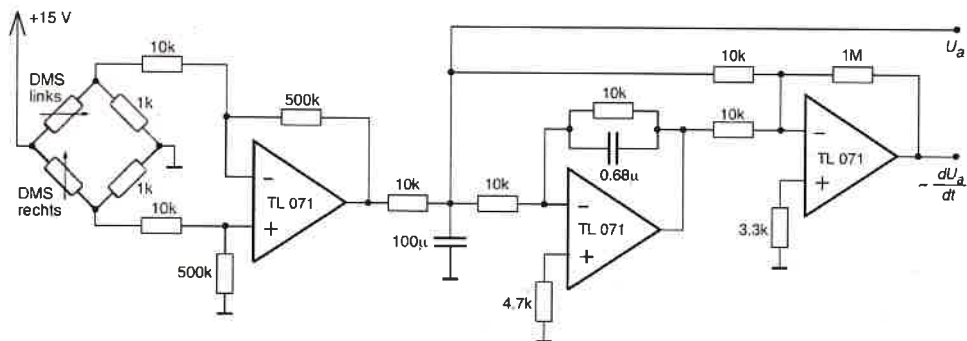 +15 V
U_a
10k
10k
1M
DMS
links
1k
500k
10k
10k
TL 071
DMS
rechts
1k
TL 071
10k
10k
0.68µ
~ dU_a
dt
10k
100µ
TL 071
3.3k
500k
4.7k